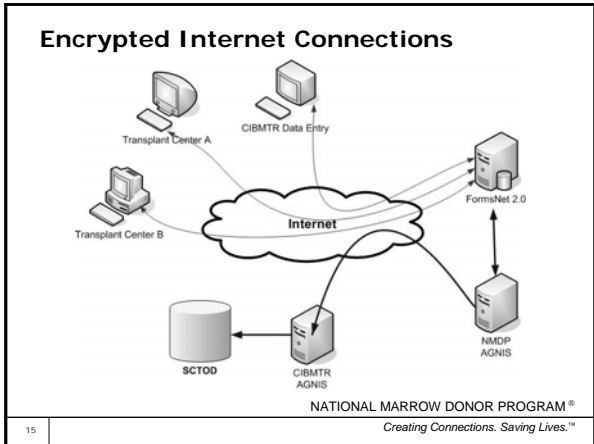 Encrypted Internet Connections
Transplant Center A
CIBMTR Data Entry
FormsNet 2.0
Transplant Center B
Internet
SCTOD
CIBMTR
AGNIS
NMDP
AGNIS
NATIONAL MARROW DONOR PROGRAM ®
15
Creating Connections. Saving Lives.™